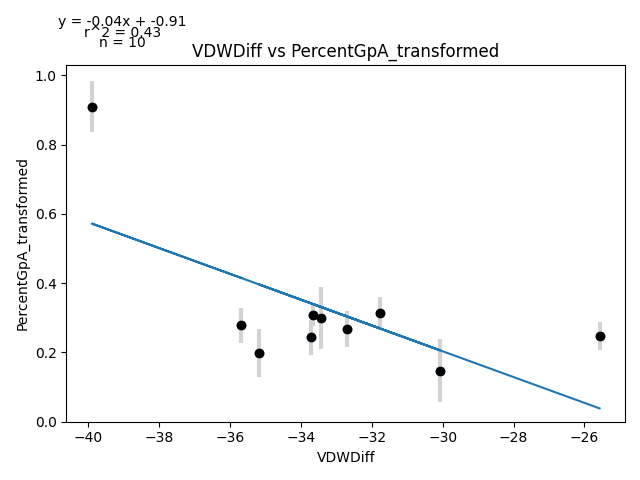 y = -0.04x + -0.91
r^2 = 0.43
n = 10
VDWDiff vs PercentGpA_transformed
PercentGpA_transformed
1.0
0.8
0.6
0.4
0.2
0.0
−40
−38
−36
−34
−32
−30
−28
−26
VDWDiff